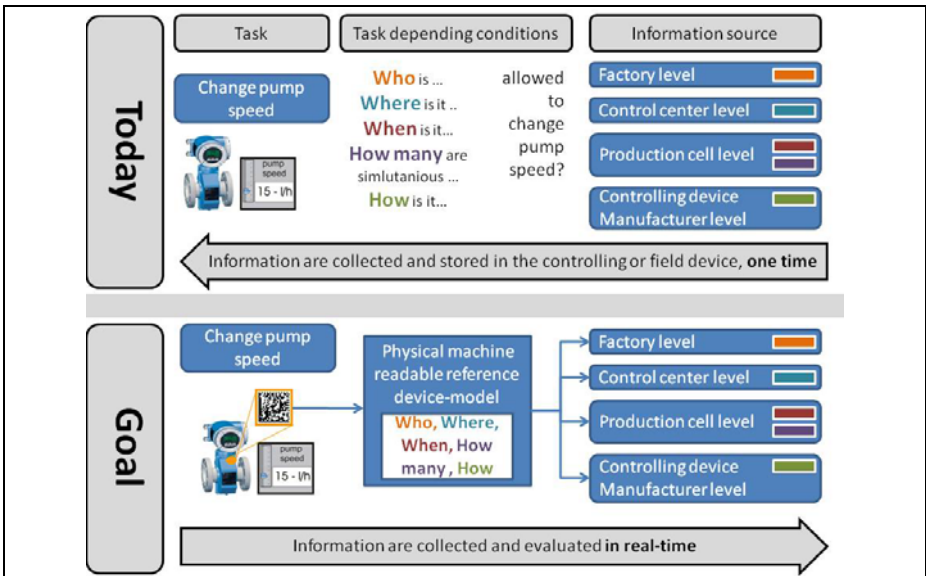 Today
Task
Task depending conditions
Information source
Change pump
speed
pump
speed
15 - l/h
Who is ...
Where is it ..
When is it...
How many are
simlutanious ...
How is it...
allowed
to
change
pump
speed?
Factory level
Control center level
Production cell level
Controlling device
Manufacturer level
Information are collected and stored in the controlling or field device, one time
Goal
Change pump
speed
pump
speed
15 - l/h
Physical machine
readable reference
device-model
Who, Where,
When, How
many , How
Factory level
Control center level
Production cell level
Controlling device
Manufacturer level
Information are collected and evaluated in real-time